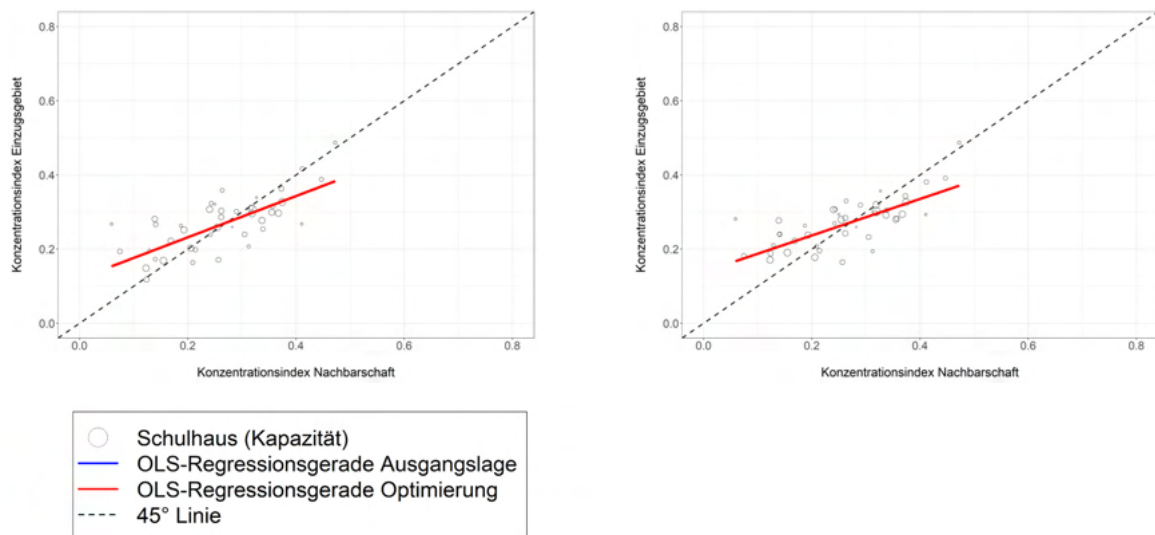 0.8
0.6
0.4
0.2
0.0
Konzentrationsindex Einzugsgebiet
0.0 0.2 0.4 0.6 0.8
Konzentrationsindex Nachbarschaft
0.8
0.6
0.4
0.2
0.0
Konzentrationsindex Einzugsgebiet
0.0 0.2 0.4 0.6 0.8
Konzentrationsindex Nachbarschaft
Schulhaus (Kapazität)
OLS-Regressionsgerade Ausgangslage
OLS-Regressionsgerade Optimierung
45° Linie